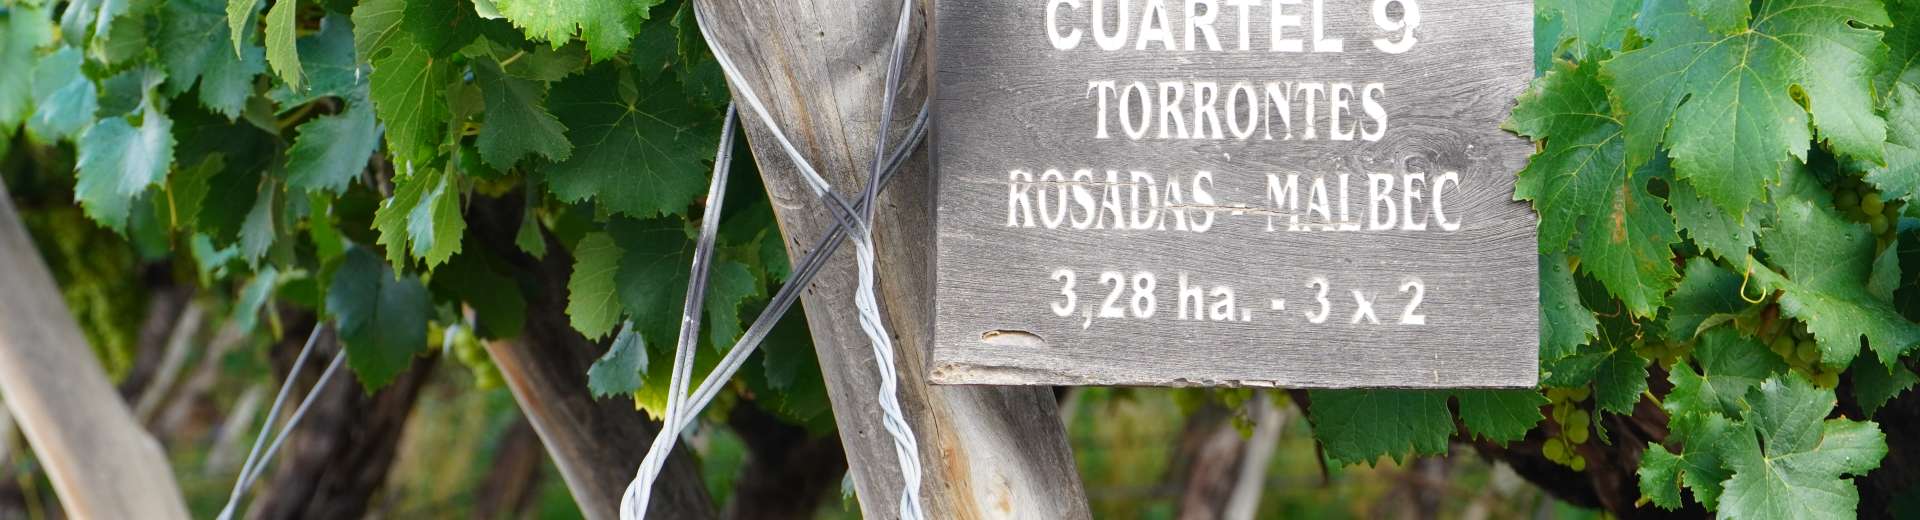 CUARTEL 9
TORRONTES
ROSADAS - MALBEC
3,28 ha. - 3 x 2